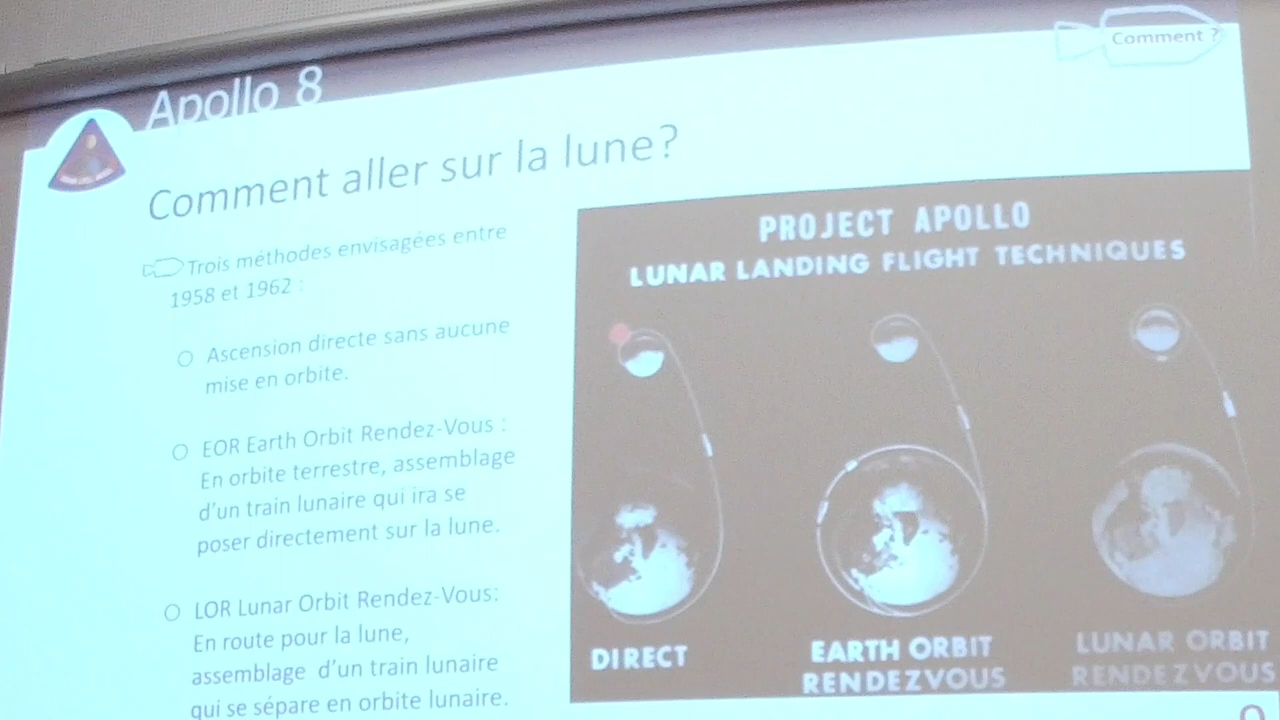 Comment ?
Apollo 8
Comment aller sur la lune?
Trois méthodes envisagées entre
1958 et 1962 :
Ascension directe sans aucune
mise en orbite.
EOR Earth Orbit Rendez-Vous :
En orbite terrestre, assemblage
d'un train lunaire qui ira se
poser directement sur la lune.
LOR Lunar Orbit Rendez-Vous:
En route pour la lune,
assemblage d'un train lunaire
qui se sépare en orbite lunaire.
PROJECT APOLLO
LUNAR LANDING FLIGHT TECHNIQUES
DIRECT
EARTH ORBIT
RENDEZVOUS
LUNAR ORBIT
RENDEZVOUS